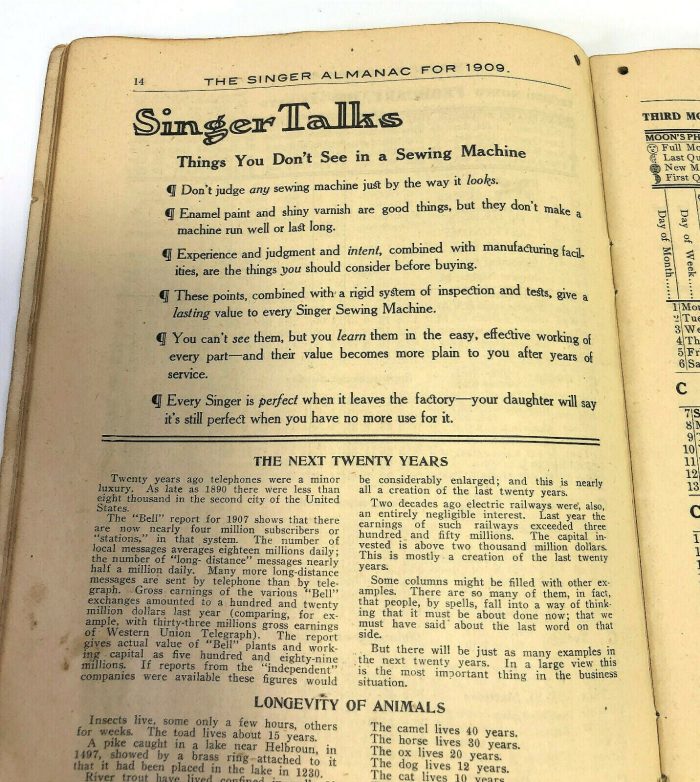 14
THE SINGER ALMANAC FOR 1909.
Singer Talks
Things You Don't See in a Sewing Machine
¶ Don't judge any sewing machine just by the way it looks.
¶ Enamel paint and shiny varnish are good things, but they don't make a
machine run well or last long.
¶ Experience and judgment and intent, combined with manufacturing facil-
ities, are the things you should consider before buying.
¶ These points, combined with a rigid system of inspection and tests, give a
lasting value to every Singer Sewing Machine.
¶ You can't see them, but you learn them in the easy, effective working of
every part—and their value becomes more plain to you after years of
service.
¶ Every Singer is perfect when it leaves the factory—your daughter will say
it's still perfect when you have no more use for it.
THE NEXT TWENTY YEARS
Twenty years ago telephones were a minor
luxury. As late as 1890 there were less than
eight thousand in the second city of the United
States.
The "Bell" report for 1907 shows that there
are now nearly four million subscribers or
"stations," in that system. The number of
local messages averages eighteen millions daily;
the number of "long-distance" messages nearly
half a million daily. Many more long-distance
messages are sent by telephone than by tele-
graph. Gross earnings of the various "Bell"
exchanges amounted to a hundred and twenty
million dollars last year (comparing, for ex-
ample, with thirty-three millions gross earnings
of Western Union Telegraph). The report
gives actual value of "Bell" plants and work-
ing capital as five hundred and eighty-nine
millions. If reports from the "independent"
companies were available these figures would
be considerably enlarged; and this is nearly
all a creation of the last twenty years.
Two decades ago electric railways were, also,
an entirely negligible interest. Last year the
earnings of such railways exceeded three
hundred and fifty millions. The capital in-
vested is above two thousand million dollars.
This is mostly a creation of the last twenty
years.
Some columns might be filled with other ex-
amples. There are so many of them, in fact,
that people, by spells, fall into a way of think-
ing that it must be about done now; that we
must have said about the last word on that
side.
But there will be just as many examples in
the next twenty years. In a large view this
is the most important thing in the business
situation.
LONGEVITY OF ANIMALS
Insects live, some only a few hours, others
for weeks. The toad lives about 15 years.
A pike caught in a lake near Helbroun, in
1497, showed by a brass ring attached to it
that it had been placed in the lake in 1230.
River trout have lived confined in
The camel lives 40 years.
The horse lives 30 years.
The ox lives 20 years.
The dog lives 12 years.
The cat lives 10 years.
THIRD MO
MOON'S PH
Full Mo
Last Qu
New M
First Q
Day of Month......
Day of Week......
1 Mo
2 Tue
3 We
4 Th
5 Fr
6 Sa
C
7 S
8 M
9
10
11
12
13
C